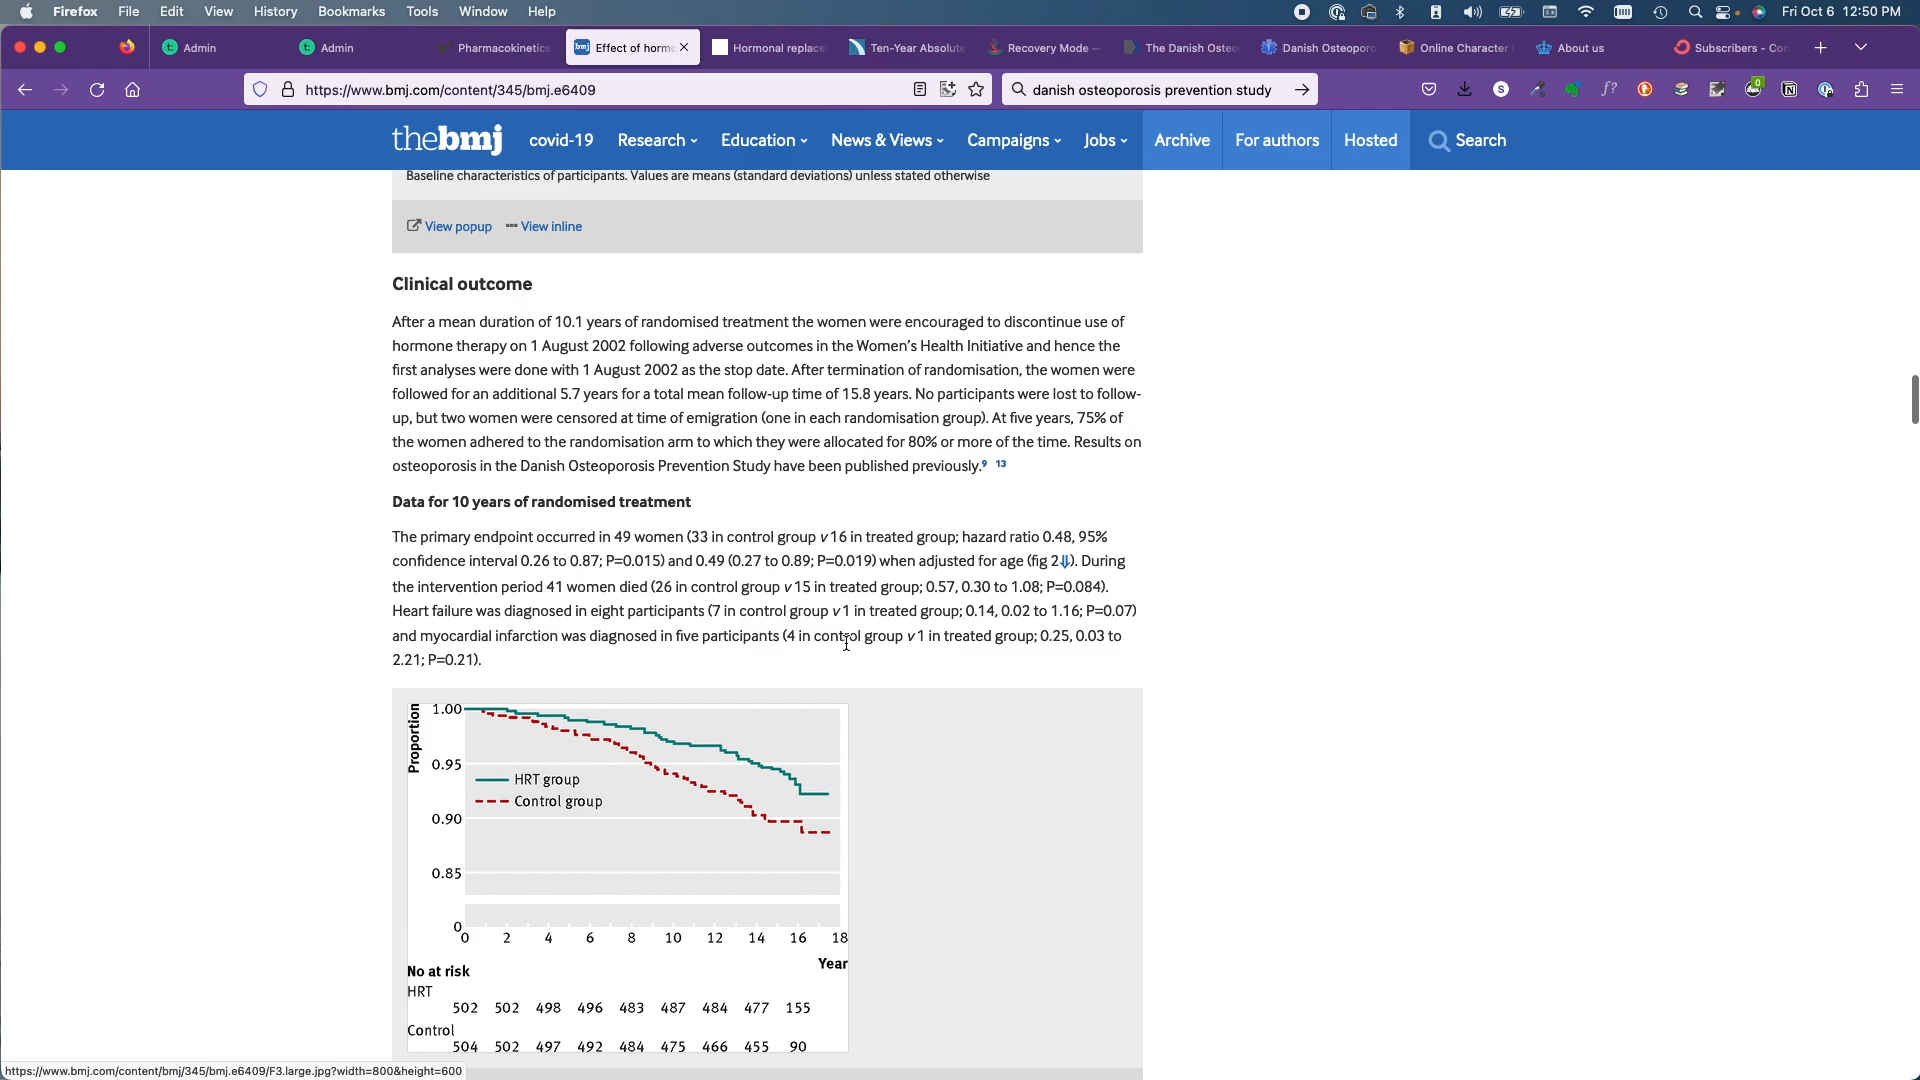 Firefox File Edit View History Bookmarks Tools Window Help Fri Oct 6 12:50 PM
Admin Admin Pharmacokinetics Effect of hormo Hormonal replace Ten-Year Absolute Recovery Mode – The Danish Osteo Danish Osteoporo Online Character About us Subscribers - Con
https://www.bmj.com/content/345/bmj.e6409 danish osteoporosis prevention study
thebmj covid-19 Research Education News & Views Campaigns Jobs Archive For authors Hosted Search
Baseline characteristics of participants. Values are means (standard deviations) unless stated otherwise
View popup View inline
Clinical outcome
After a mean duration of 10.1 years of randomised treatment the women were encouraged to discontinue use of
hormone therapy on 1 August 2002 following adverse outcomes in the Women's Health Initiative and hence the
first analyses were done with 1 August 2002 as the stop date. After termination of randomisation, the women were
followed for an additional 5.7 years for a total mean follow-up time of 15.8 years. No participants were lost to follow-
up, but two women were censored at time of emigration (one in each randomisation group). At five years, 75% of
the women adhered to the randomisation arm to which they were allocated for 80% or more of the time. Results on
osteoporosis in the Danish Osteoporosis Prevention Study have been published previously.9 13
Data for 10 years of randomised treatment
The primary endpoint occurred in 49 women (33 in control group v 16 in treated group; hazard ratio 0.48, 95%
confidence interval 0.26 to 0.87; P=0.015) and 0.49 (0.27 to 0.89; P=0.019) when adjusted for age (fig 2⇓). During
the intervention period 41 women died (26 in control group v 15 in treated group; 0.57, 0.30 to 1.08; P=0.084).
Heart failure was diagnosed in eight participants (7 in control group v 1 in treated group; 0.14, 0.02 to 1.16; P=0.07)
and myocardial infarction was diagnosed in five participants (4 in control group v 1 in treated group; 0.25, 0.03 to
2.21; P=0.21).
Proportion
1.00
0.95
HRT group
Control group
0.90
0.85
0
0 2 4 6 8 10 12 14 16 18
Year
No at risk
HRT
502 502 498 496 483 487 484 477 155
Control
504 502 497 492 484 475 466 455 90
https://www.bmj.com/content/bmj/345/bmj.e6409/F3.large.jpg?width=800&height=600